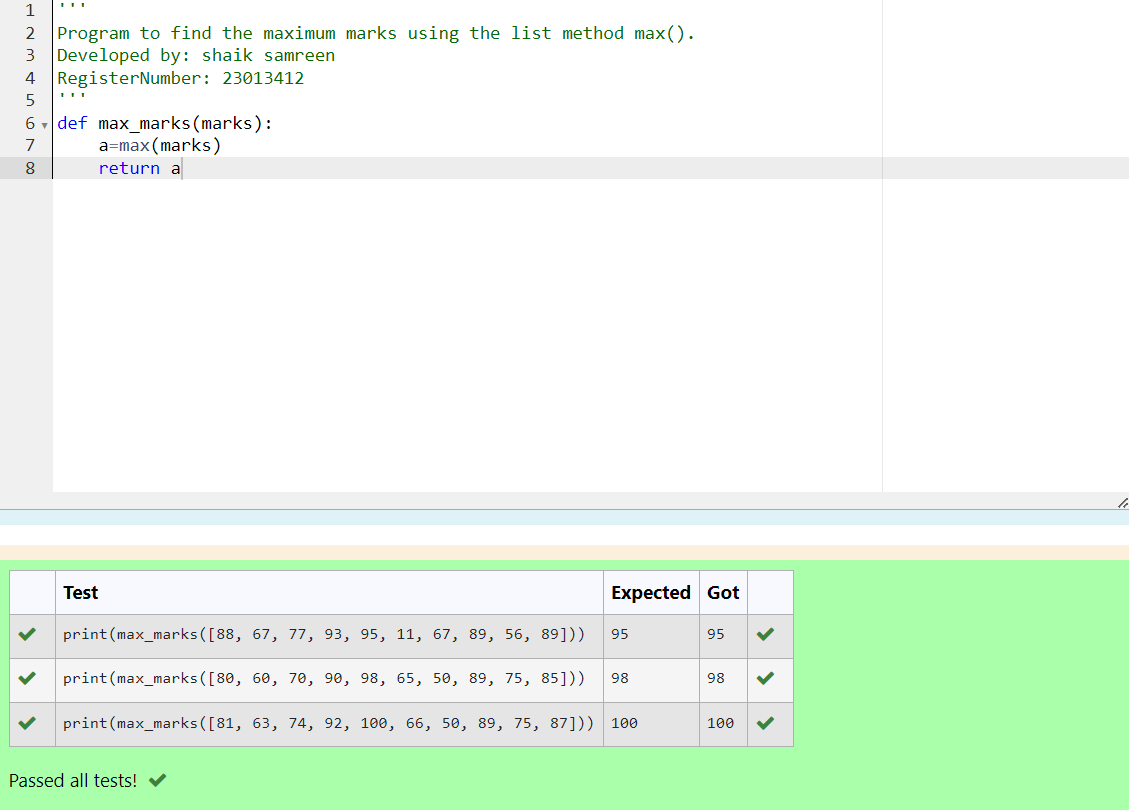 1 '''
2 Program to find the maximum marks using the list method max().
3 Developed by: shaik samreen
4 RegisterNumber: 23013412
5 '''
6 def max_marks(marks):
7     a=max(marks)
8     return a
Test Expected Got
print(max_marks([88, 67, 77, 93, 95, 11, 67, 89, 56, 89])) 95 95
print(max_marks([80, 60, 70, 90, 98, 65, 50, 89, 75, 85])) 98 98
print(max_marks([81, 63, 74, 92, 100, 66, 50, 89, 75, 87])) 100 100
Passed all tests!